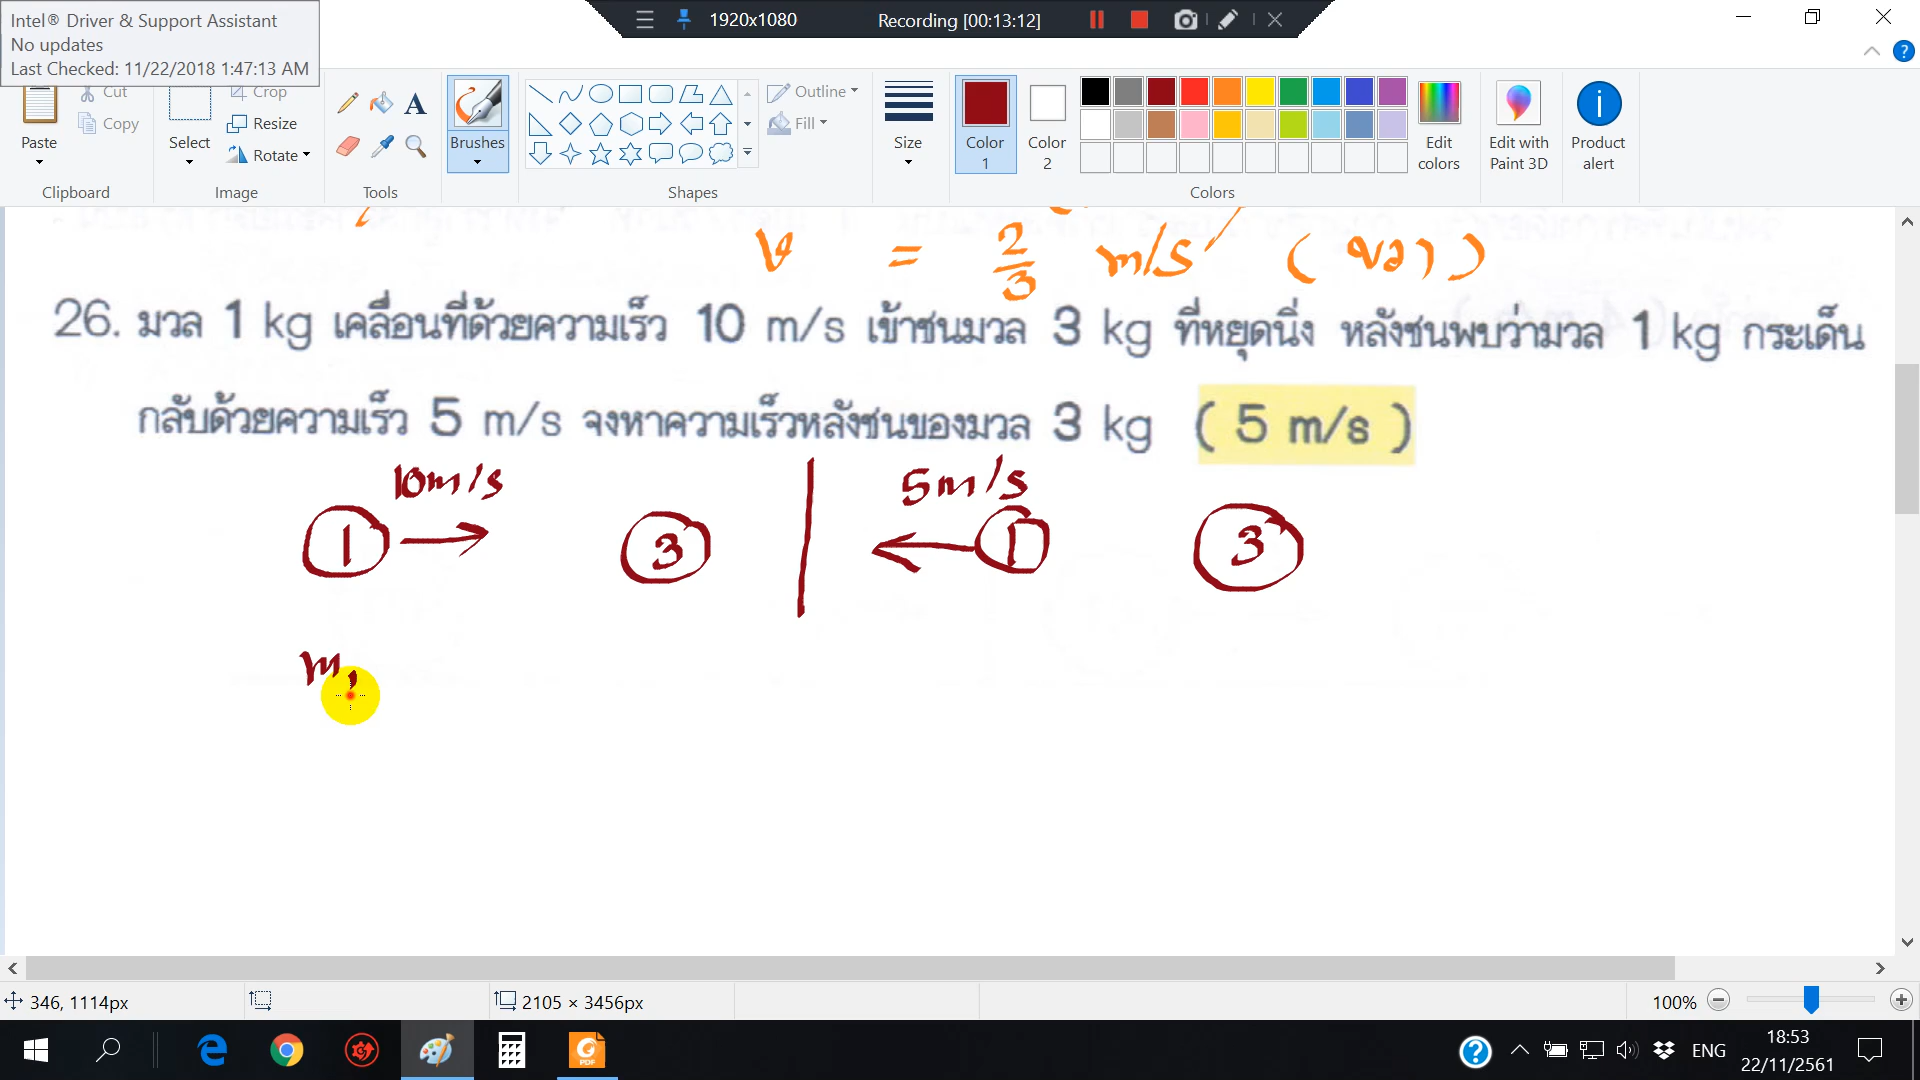 Intel® Driver & Support Assistant
No updates
Last Checked: 11/22/2018 1:47:13 AM
1920x1080
Recording [00:13:12]
Cut
Copy
Paste
Clipboard
Select
Crop
Resize
Rotate
Image
Tools
Brushes
Outline
Fill
Shapes
Size
Color 1
Color 2
Colors
Edit colors
Edit with Paint 3D
Product alert
v = 2/3 m/s (ขวา)
26. มวล 1 kg เคลื่อนที่ด้วยความเร็ว 10 m/s เข้าชนมวล 3 kg ที่หยุดนิ่ง หลังชนพบว่ามวล 1 kg กระเด็น
กลับด้วยความเร็ว 5 m/s จงหาความเร็วหลังชนของมวล 3 kg ( 5 m/s )
10m/s 5m/s
1 3 1 3
m,
346, 1114px
2105 × 3456px
100%
ENG
18:53
22/11/2561